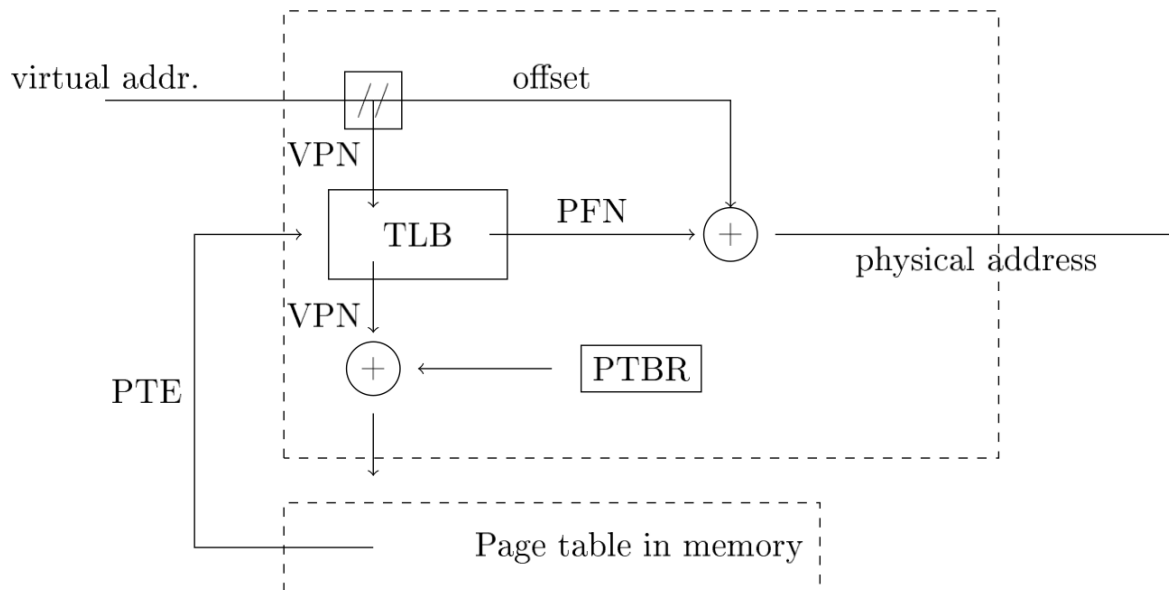 virtual addr.
offset
//
VPN
TLB
PFN
+
physical address
VPN
+
PTBR
PTE
Page table in memory